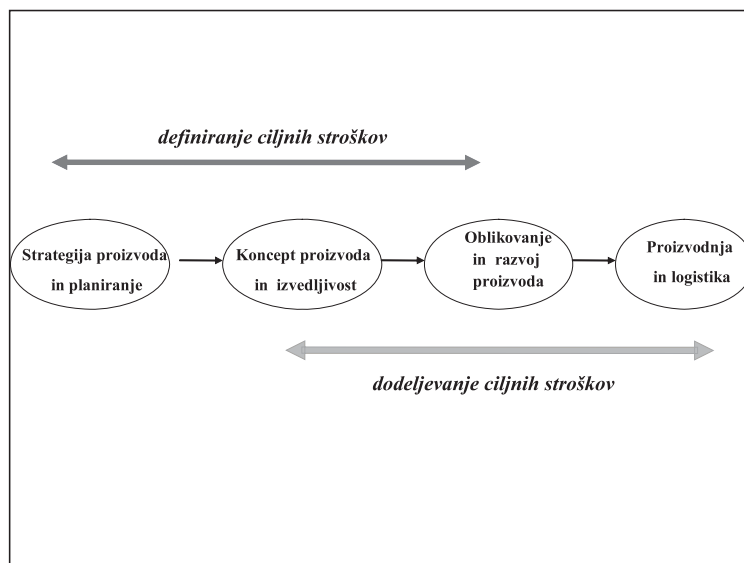 definiranje ciljnih stroškov
Strategija proizvoda
in planiranje
Koncept proizvoda
in izvedljivost
Oblikovanje
in razvoj
proizvoda
Proizvodnja
in logistika
dodeljevanje ciljnih stroškov